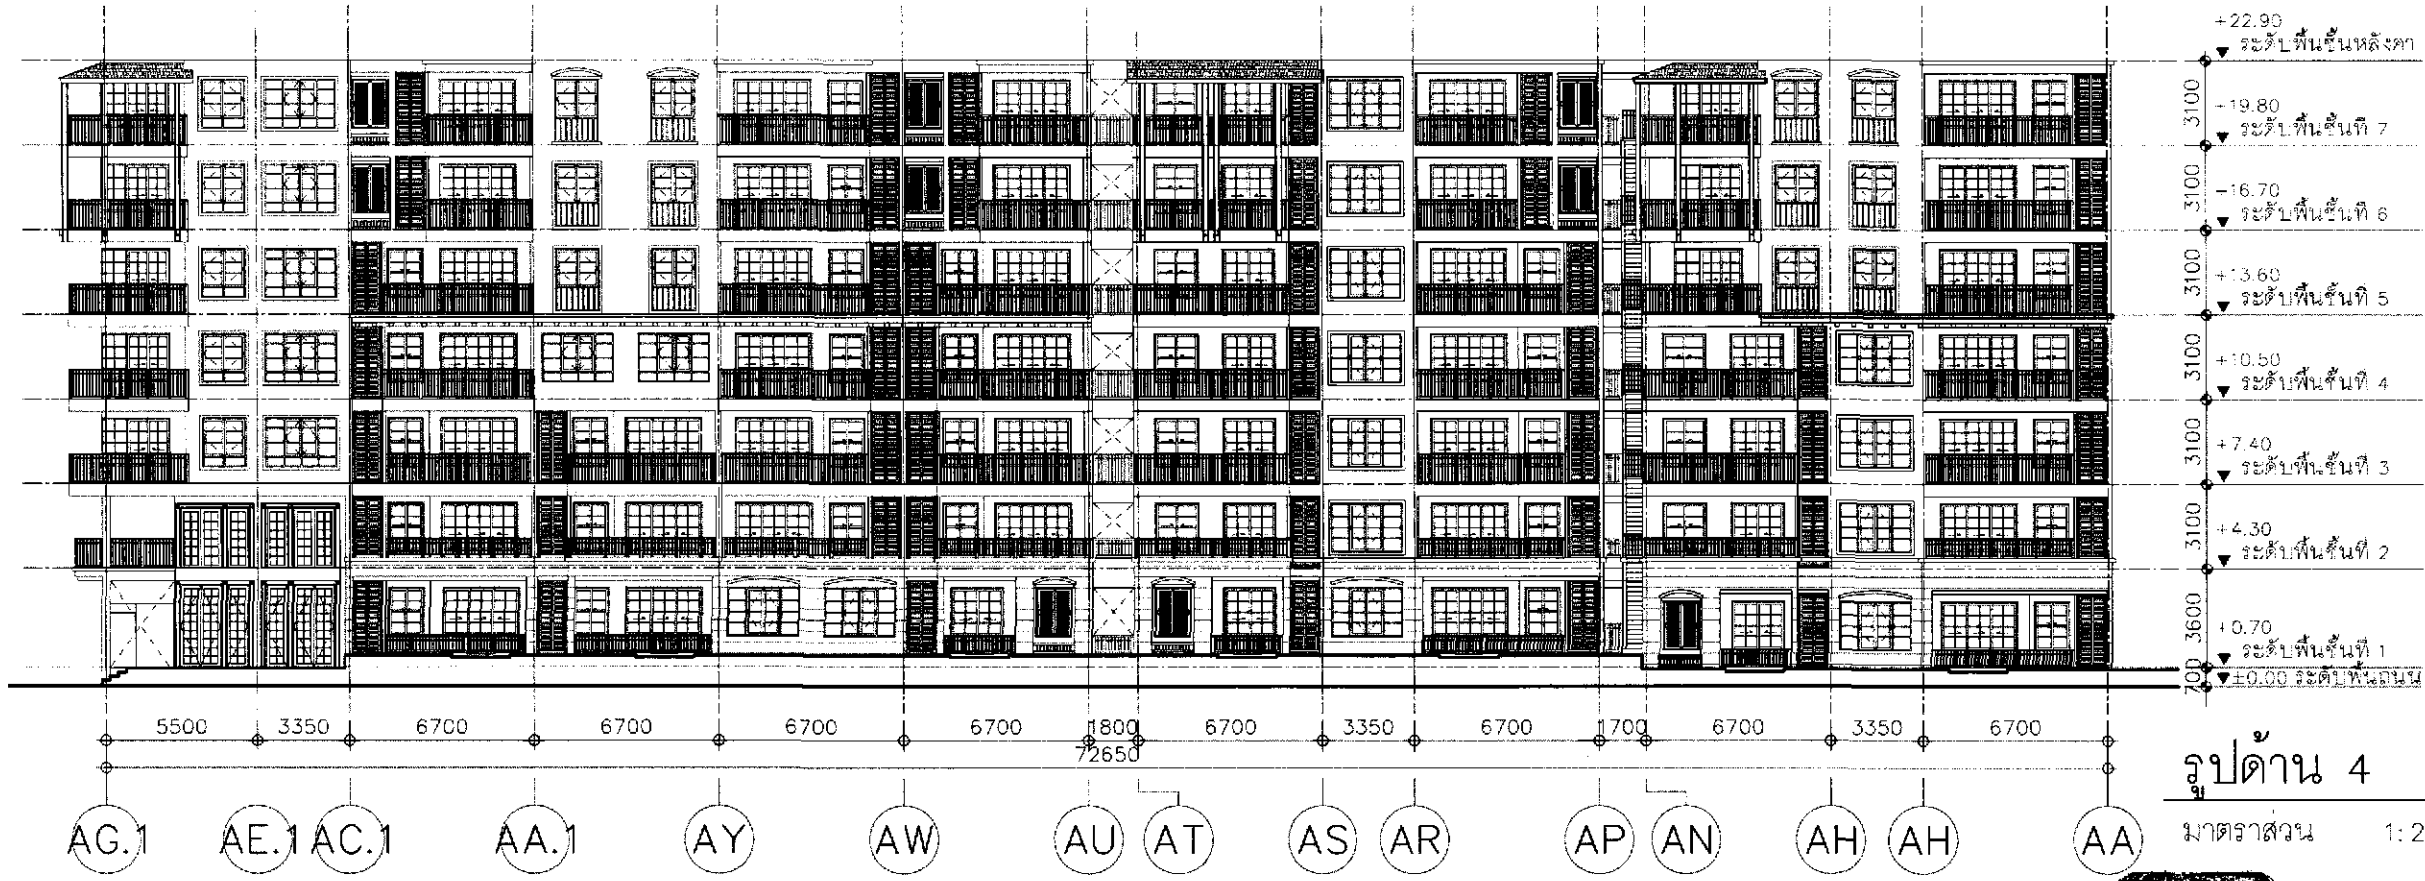 +22.90
ระดับพื้นชั้นหลังคา
3100
+19.80
ระดับพื้นชั้นที่ 7
3100
+16.70
ระดับพื้นชั้นที่ 6
3100
+13.60
ระดับพื้นชั้นที่ 5
3100
+10.50
ระดับพื้นชั้นที่ 4
3100
+7.40
ระดับพื้นชั้นที่ 3
3100
+4.30
ระดับพื้นชั้นที่ 2
3600
+0.70
ระดับพื้นชั้นที่ 1
700
±0.00 ระดับพื้นถนน
5500 3350 6700 6700 6700 6700 1800 6700 3350 6700 1700 6700 3350 6700
72650
AG.1 AE.1 AC.1 AA.1 AY AW AU AT AS AR AP AN AH AH AA
รูปด้าน 4
มาตราส่วน 1:2